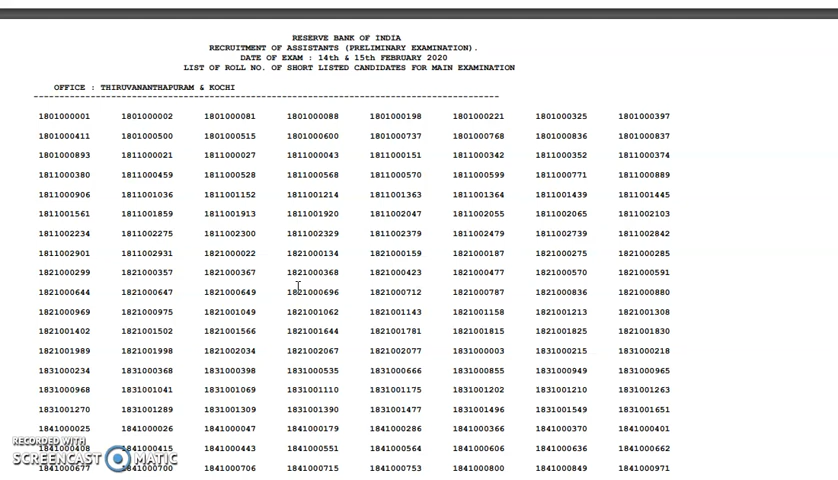 RESERVE BANK OF INDIA
RECRUITMENT OF ASSISTANTS (PRELIMINARY EXAMINATION).
DATE OF EXAM : 14th & 15th FEBRUARY 2020
LIST OF ROLL NO. OF SHORT LISTED CANDIDATES FOR MAIN EXAMINATION
OFFICE : THIRUVANANTHAPURAM & KOCHI
--------------------------------------------------------------------------------
1801000001 1801000002 1801000081 1801000088 1801000198 1801000221 1801000325 1801000397
1801000411 1801000500 1801000515 1801000600 1801000737 1801000768 1801000836 1801000837
1801000893 1811000021 1811000027 1811000043 1811000151 1811000342 1811000352 1811000374
1811000380 1811000459 1811000528 1811000568 1811000570 1811000599 1811000771 1811000889
1811000906 1811001036 1811001152 1811001214 1811001363 1811001364 1811001439 1811001445
1811001561 1811001859 1811001913 1811001920 1811002047 1811002055 1811002065 1811002103
1811002234 1811002275 1811002300 1811002329 1811002379 1811002479 1811002739 1811002842
1811002901 1811002931 1821000022 1821000134 1821000159 1821000187 1821000275 1821000285
1821000299 1821000357 1821000367 1821000368 1821000423 1821000477 1821000570 1821000591
1821000644 1821000647 1821000649 1821000696 1821000712 1821000787 1821000836 1821000880
1821000969 1821000975 1821001049 1821001062 1821001143 1821001158 1821001213 1821001308
1821001402 1821001502 1821001566 1821001644 1821001781 1821001815 1821001825 1821001830
1821001989 1821001998 1821002034 1821002067 1821002077 1831000003 1831000215 1831000218
1831000234 1831000368 1831000398 1831000535 1831000666 1831000855 1831000949 1831000965
1831000968 1831001041 1831001069 1831001110 1831001175 1831001202 1831001210 1831001263
1831001270 1831001289 1831001309 1831001390 1831001477 1831001496 1831001549 1831001651
1841000025 1841000026 1841000047 1841000179 1841000286 1841000366 1841000370 1841000401
RECORDED WITH
1841000408 1841000415 1841000443 1841000551 1841000564 1841000606 1841000636 1841000662
SCREENCAST MATIC
1841000677 1841000700 1841000706 1841000715 1841000753 1841000800 1841000849 1841000971